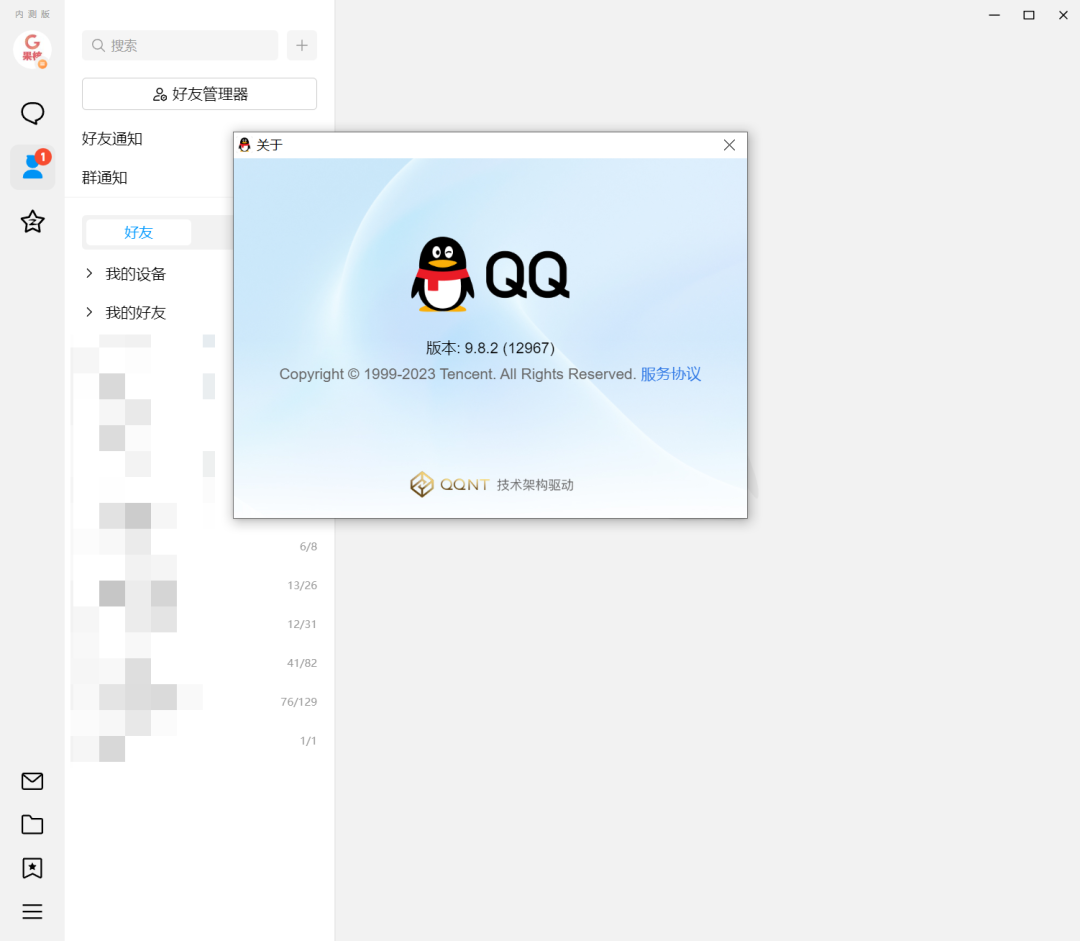 内测版
G
果核
搜索
好友管理器
好友通知
1
群通知
好友
我的设备
我的好友
关于
QQ
版本: 9.8.2 (12967)
Copyright © 1999-2023 Tencent. All Rights Reserved. 服务协议
QQNT 技术架构驱动
6/8
13/26
12/31
41/82
76/129
1/1